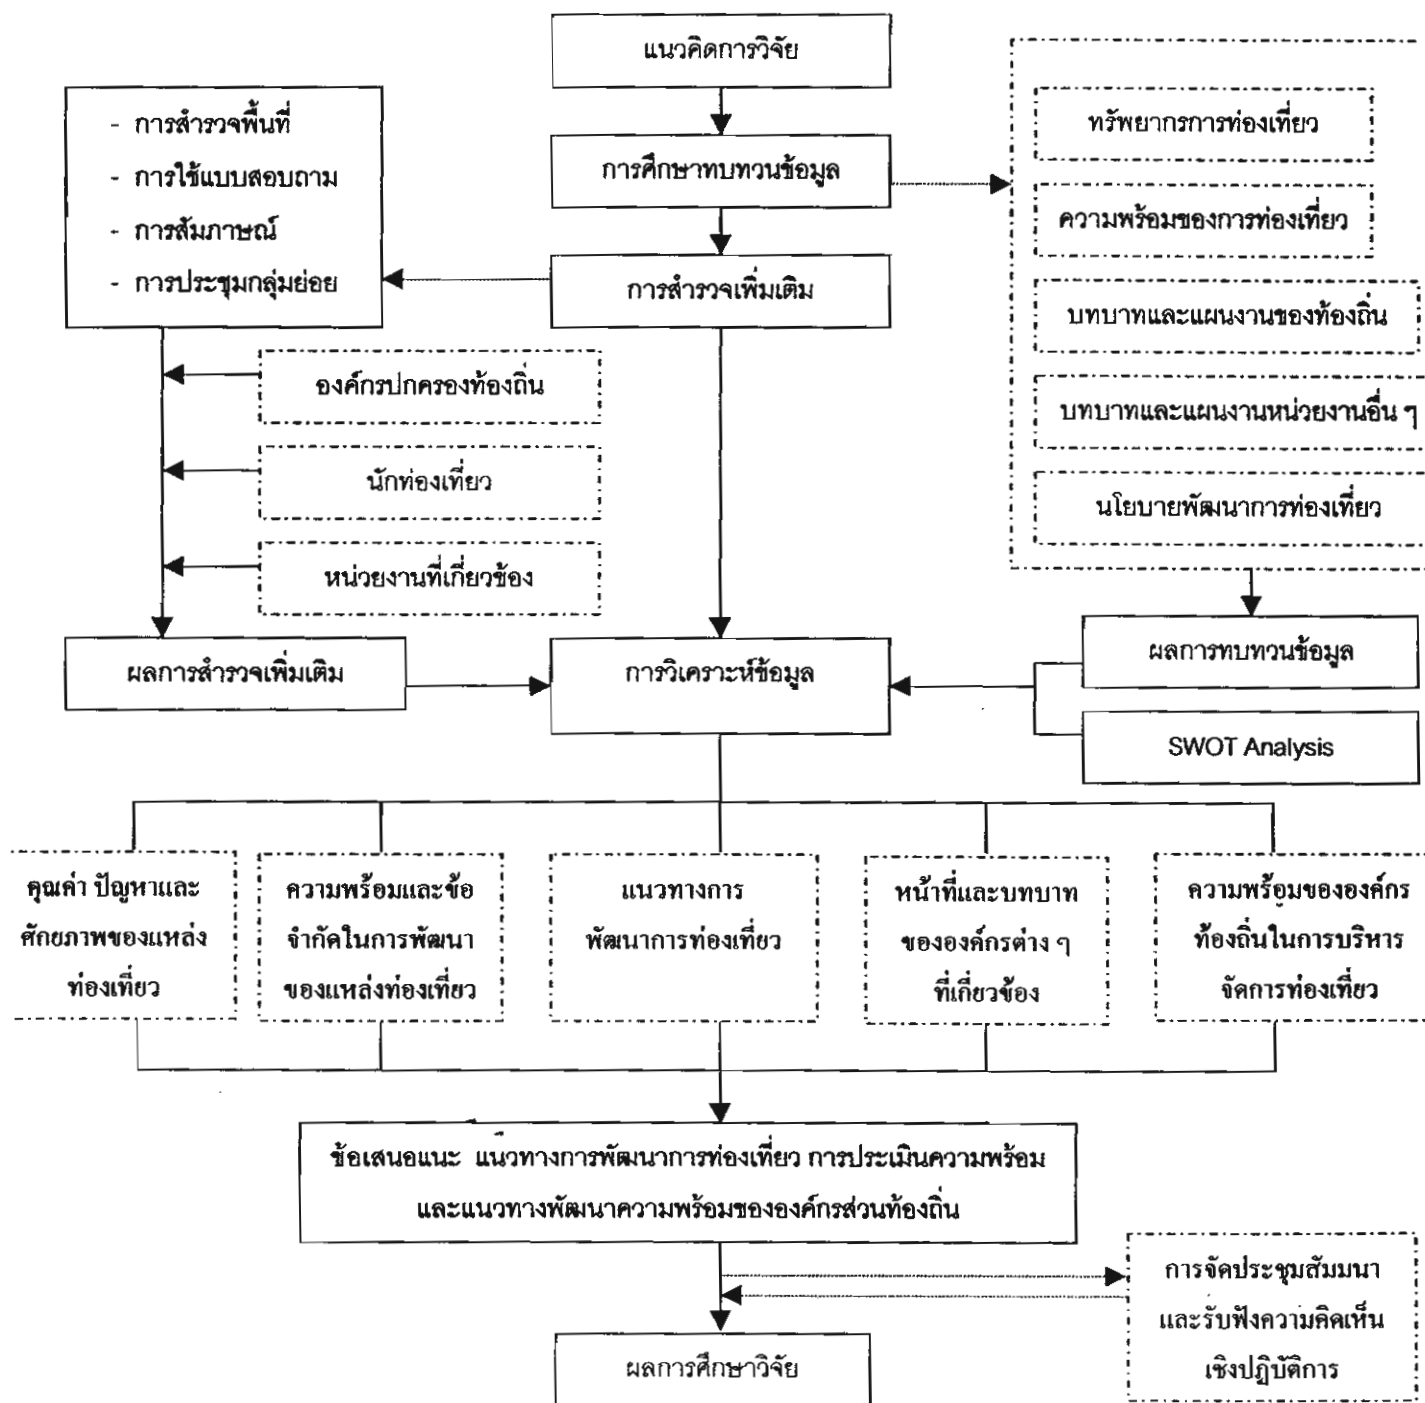 แนวคิดการวิจัย
- การสำรวจพื้นที่
- การใช้แบบสอบถาม
- การสัมภาษณ์
- การประชุมกลุ่มย่อย
การศึกษาทบทวนข้อมูล
การสำรวจเพิ่มเติม
ทรัพยากรการท่องเที่ยว
ความพร้อมของการท่องเที่ยว
บทบาทและแผนงานของท้องถิ่น
บทบาทและแผนงานหน่วยงานอื่น ๆ
นโยบายพัฒนาการท่องเที่ยว
องค์กรปกครองท้องถิ่น
นักท่องเที่ยว
หน่วยงานที่เกี่ยวข้อง
ผลการสำรวจเพิ่มเติม
การวิเคราะห์ข้อมูล
ผลการทบทวนข้อมูล
SWOT Analysis
คุณค่า ปัญหาและ
ศักยภาพของแหล่ง
ท่องเที่ยว
ความพร้อมและข้อ
จำกัดในการพัฒนา
ของแหล่งท่องเที่ยว
แนวทางการ
พัฒนาการท่องเที่ยว
หน้าที่และบทบาท
ขององค์กรต่าง ๆ
ที่เกี่ยวข้อง
ความพร้อมขององค์กร
ท้องถิ่นในการบริหาร
จัดการท่องเที่ยว
ข้อเสนอแนะ แนวทางการพัฒนาการท่องเที่ยว การประเมินความพร้อม
และแนวทางพัฒนาความพร้อมขององค์กรส่วนท้องถิ่น
การจัดประชุมสัมมนา
และรับฟังความคิดเห็น
เชิงปฏิบัติการ
ผลการศึกษาวิจัย